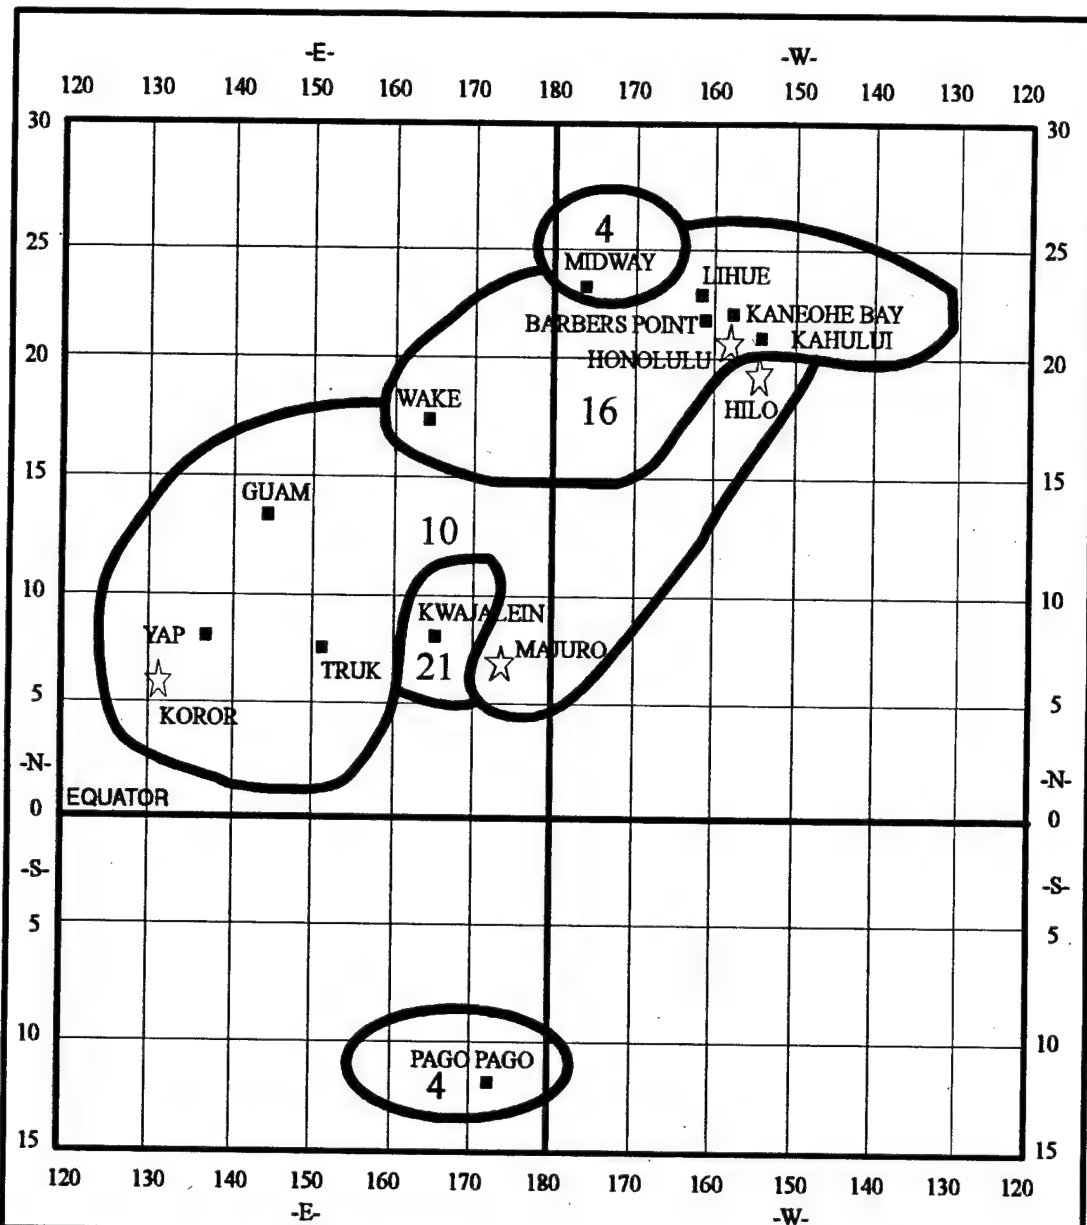 -E- -W-
120 130 140 150 160 170 180 170 160 150 140 130 120
30 30
4
25 25
MIDWAY LIHUE
KANEOHE BAY
BARBERS POINT
KAHULUI
HONOLULU
20 20
WAKE
16 HILO
15 15
GUAM
10
10 10
KWAJALEIN
YAP MAJURO
TRUK 21
5 5
KOROR
-N- -N-
EQUATOR
0 0
-S- -S-
5 5
10 10
PAGO PAGO
4
15 15
120 130 140 150 160 170 180 170 160 150 140 130 120
-E- -W-